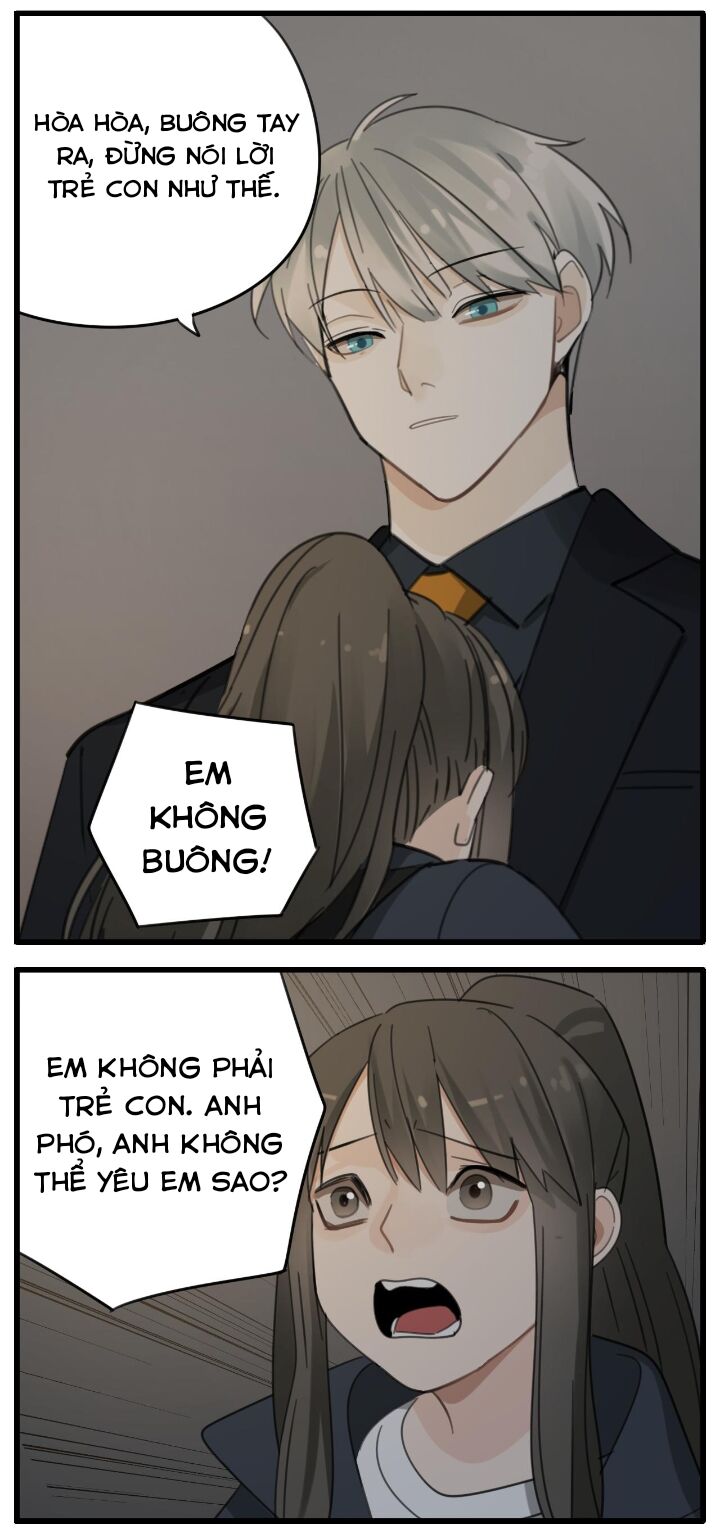 HÒA HÒA, BUÔNG TAY
RA, ĐỪNG NÓI LỜI
TRẺ CON NHƯ THẾ.
EM
KHÔNG
BUÔNG!
EM KHÔNG PHẢI
TRẺ CON. ANH
PHÓ, ANH KHÔNG
THỂ YÊU EM SAO?